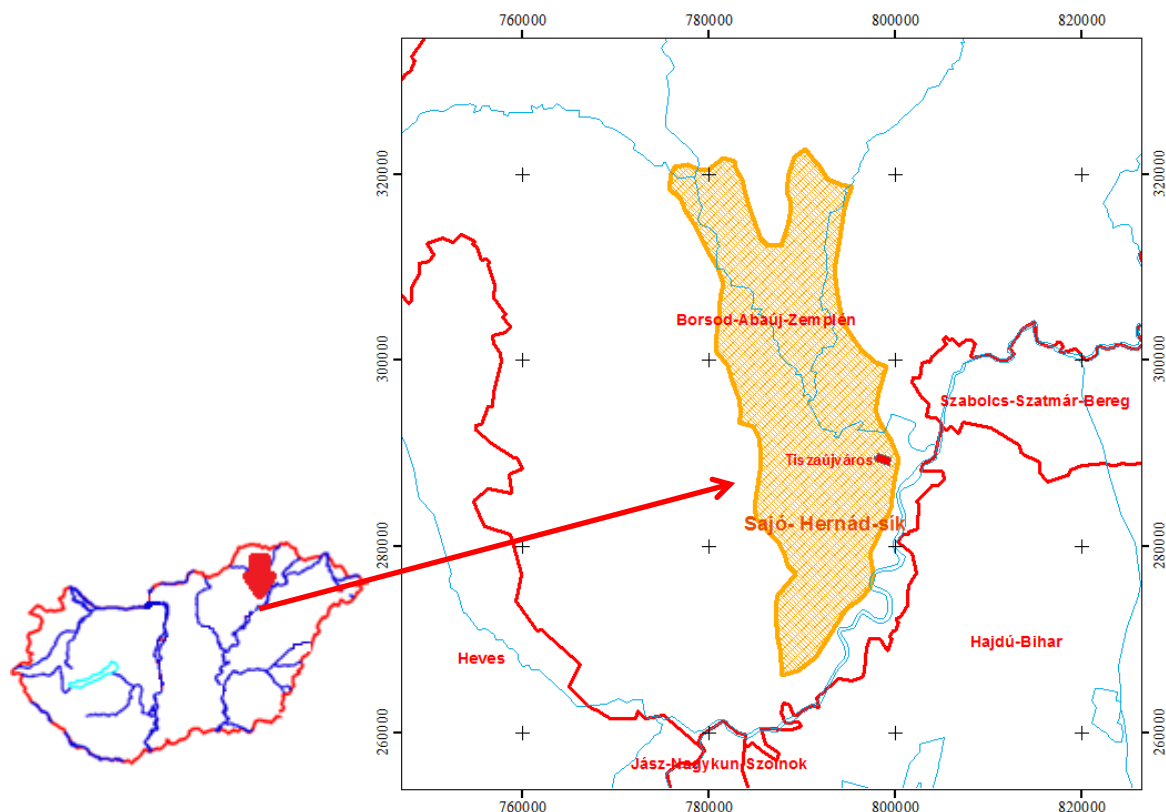 760000
780000
800000
820000
320000
320000
Borsod-Abaúj-Zemplén
300000
300000
Szabolcs-Szatmár-Bereg
Tiszaújváros
Sajó- Hernád-sík
280000
280000
Hajdú-Bihar
Heves
260000
260000
Jász-Nagykun-Szolnok
760000
780000
800000
820000